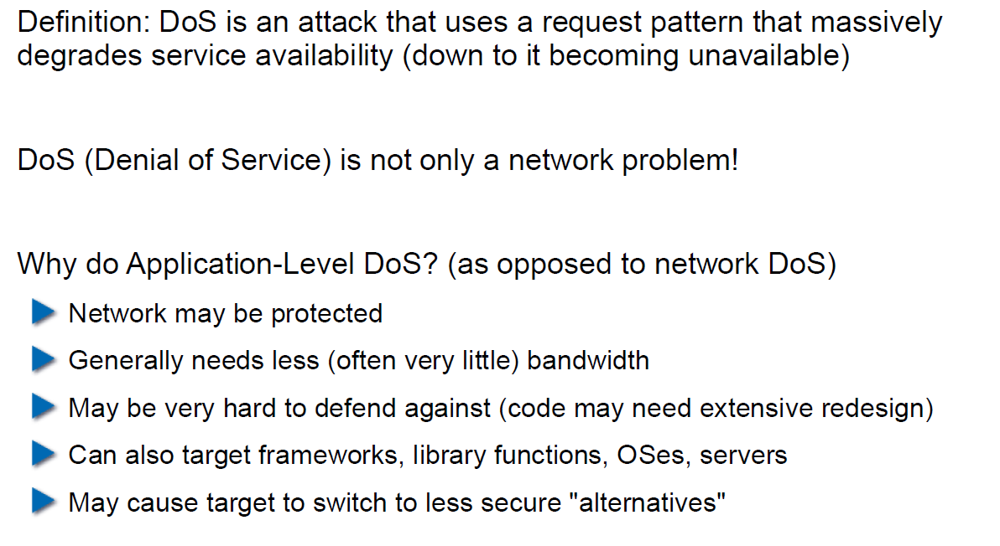 Definition: DoS is an attack that uses a request pattern that massively
degrades service availability (down to it becoming unavailable)
DoS (Denial of Service) is not only a network problem!
Why do Application-Level DoS? (as opposed to network DoS)
Network may be protected
Generally needs less (often very little) bandwidth
May be very hard to defend against (code may need extensive redesign)
Can also target frameworks, library functions, OSes, servers
May cause target to switch to less secure "alternatives"